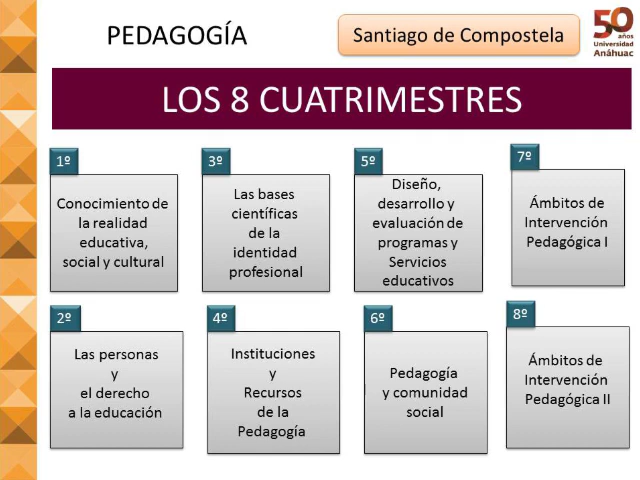 PEDAGOGÍA
Santiago de Compostela
50
años
Universidad
Anáhuac
LOS 8 CUATRIMESTRES
1º
Conocimiento de
la realidad
educativa,
social y cultural
2º
Las personas
y
el derecho
a la educación
3º
Las bases
científicas
de la
identidad
profesional
4º
Instituciones
y
Recursos
de la
Pedagogía
5º
Diseño,
desarrollo y
evaluación de
programas y
Servicios
educativos
6º
Pedagogía
y comunidad
social
7º
Ámbitos de
Intervención
Pedagógica I
8º
Ámbitos de
Intervención
Pedagógica II